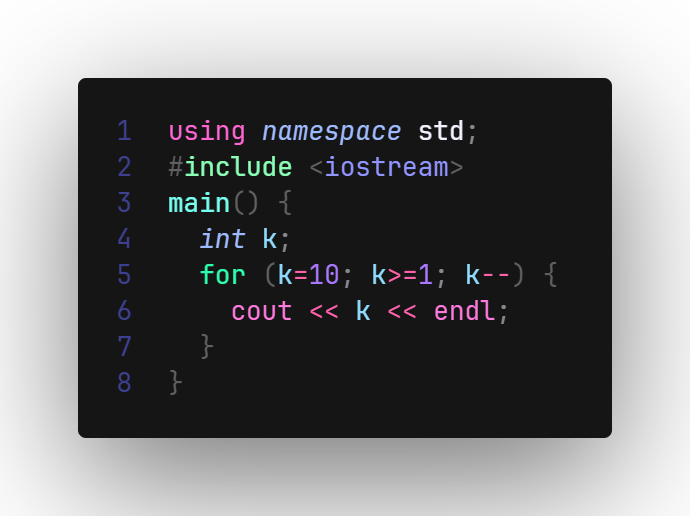 1 using namespace std;
2 #include <iostream>
3 main() {
4   int k;
5   for (k=10; k>=1; k--) {
6     cout << k << endl;
7   }
8 }